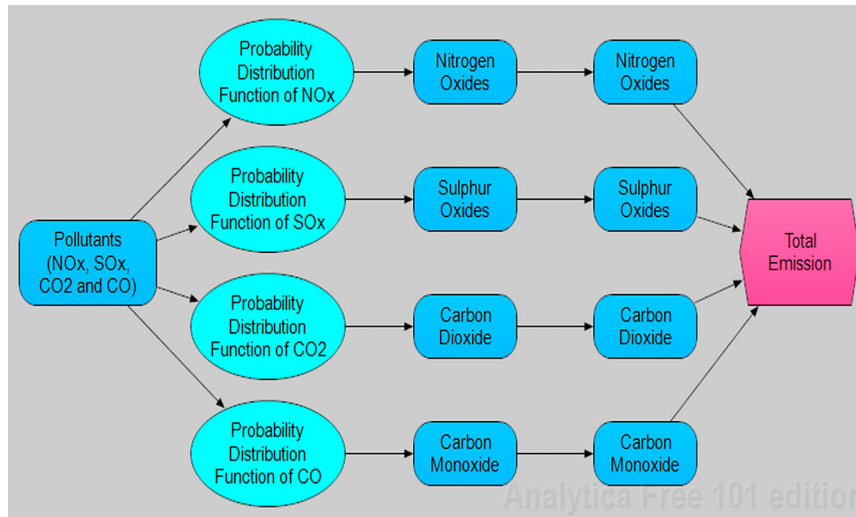 Probability
Distribution
Function of NOx
Nitrogen
Oxides
Nitrogen
Oxides
Probability
Distribution
Function of SOx
Sulphur
Oxides
Sulphur
Oxides
Pollutants
(NOx, SOx,
CO2 and CO)
Total
Emission
Probability
Distribution
Function of CO2
Carbon
Dioxide
Carbon
Dioxide
Probability
Distribution
Function of CO
Carbon
Monoxide
Carbon
Monoxide
Analytica Free 101 edition